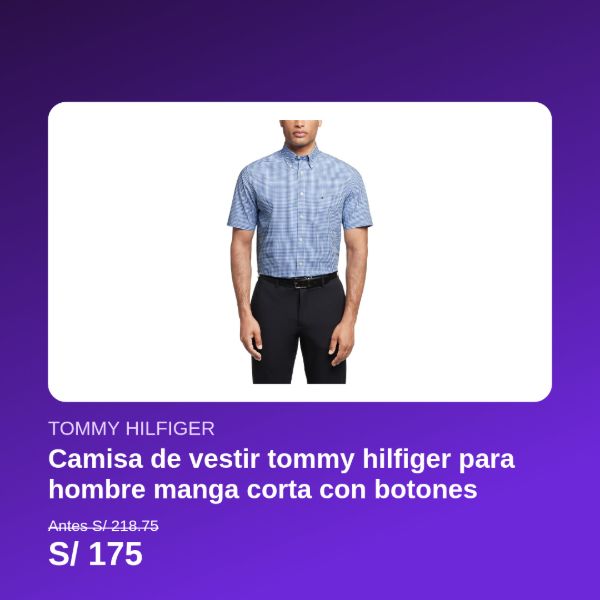 TOMMY HILFIGER
Camisa de vestir tommy hilfiger para
hombre manga corta con botones
Antes S/ 218.75
S/ 175